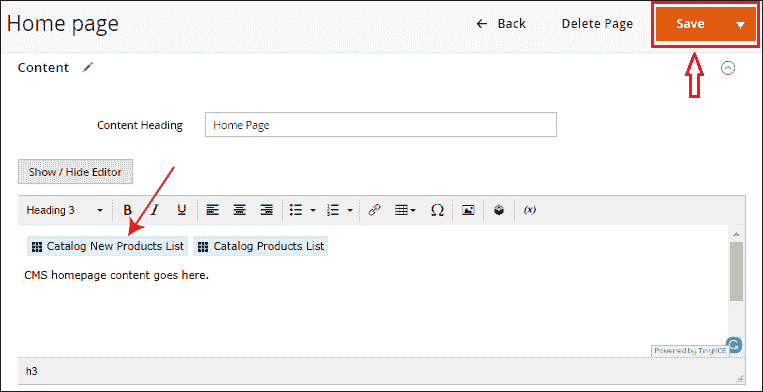 Home page
← Back Delete Page Save
Content
Content Heading Home Page
Show / Hide Editor
Heading 3 B I U Ω (x)
Catalog New Products List Catalog Products List
CMS homepage content goes here.
Powered by TinyMCE
h3